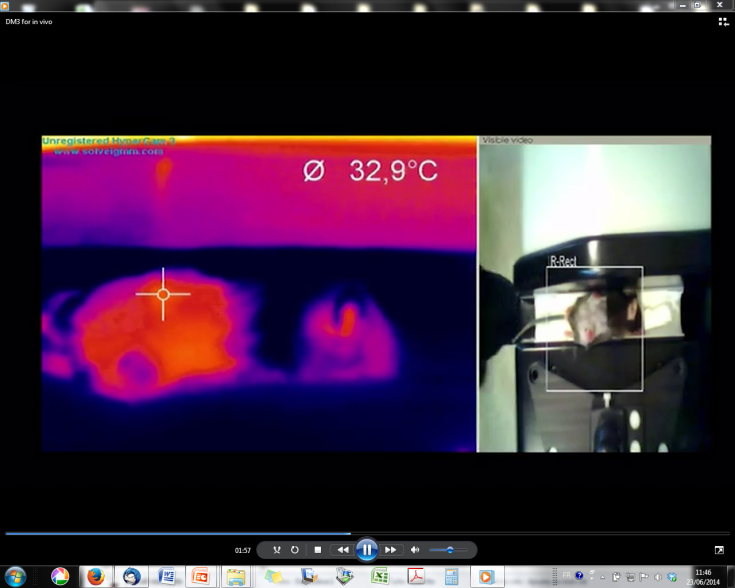 DM3 for in vivo
Unregistered HyperCam 3
www.solveigmm.com
Ø 32,9°C
Visible video
R-Rect
01:57
FR
11:46
23/06/2014